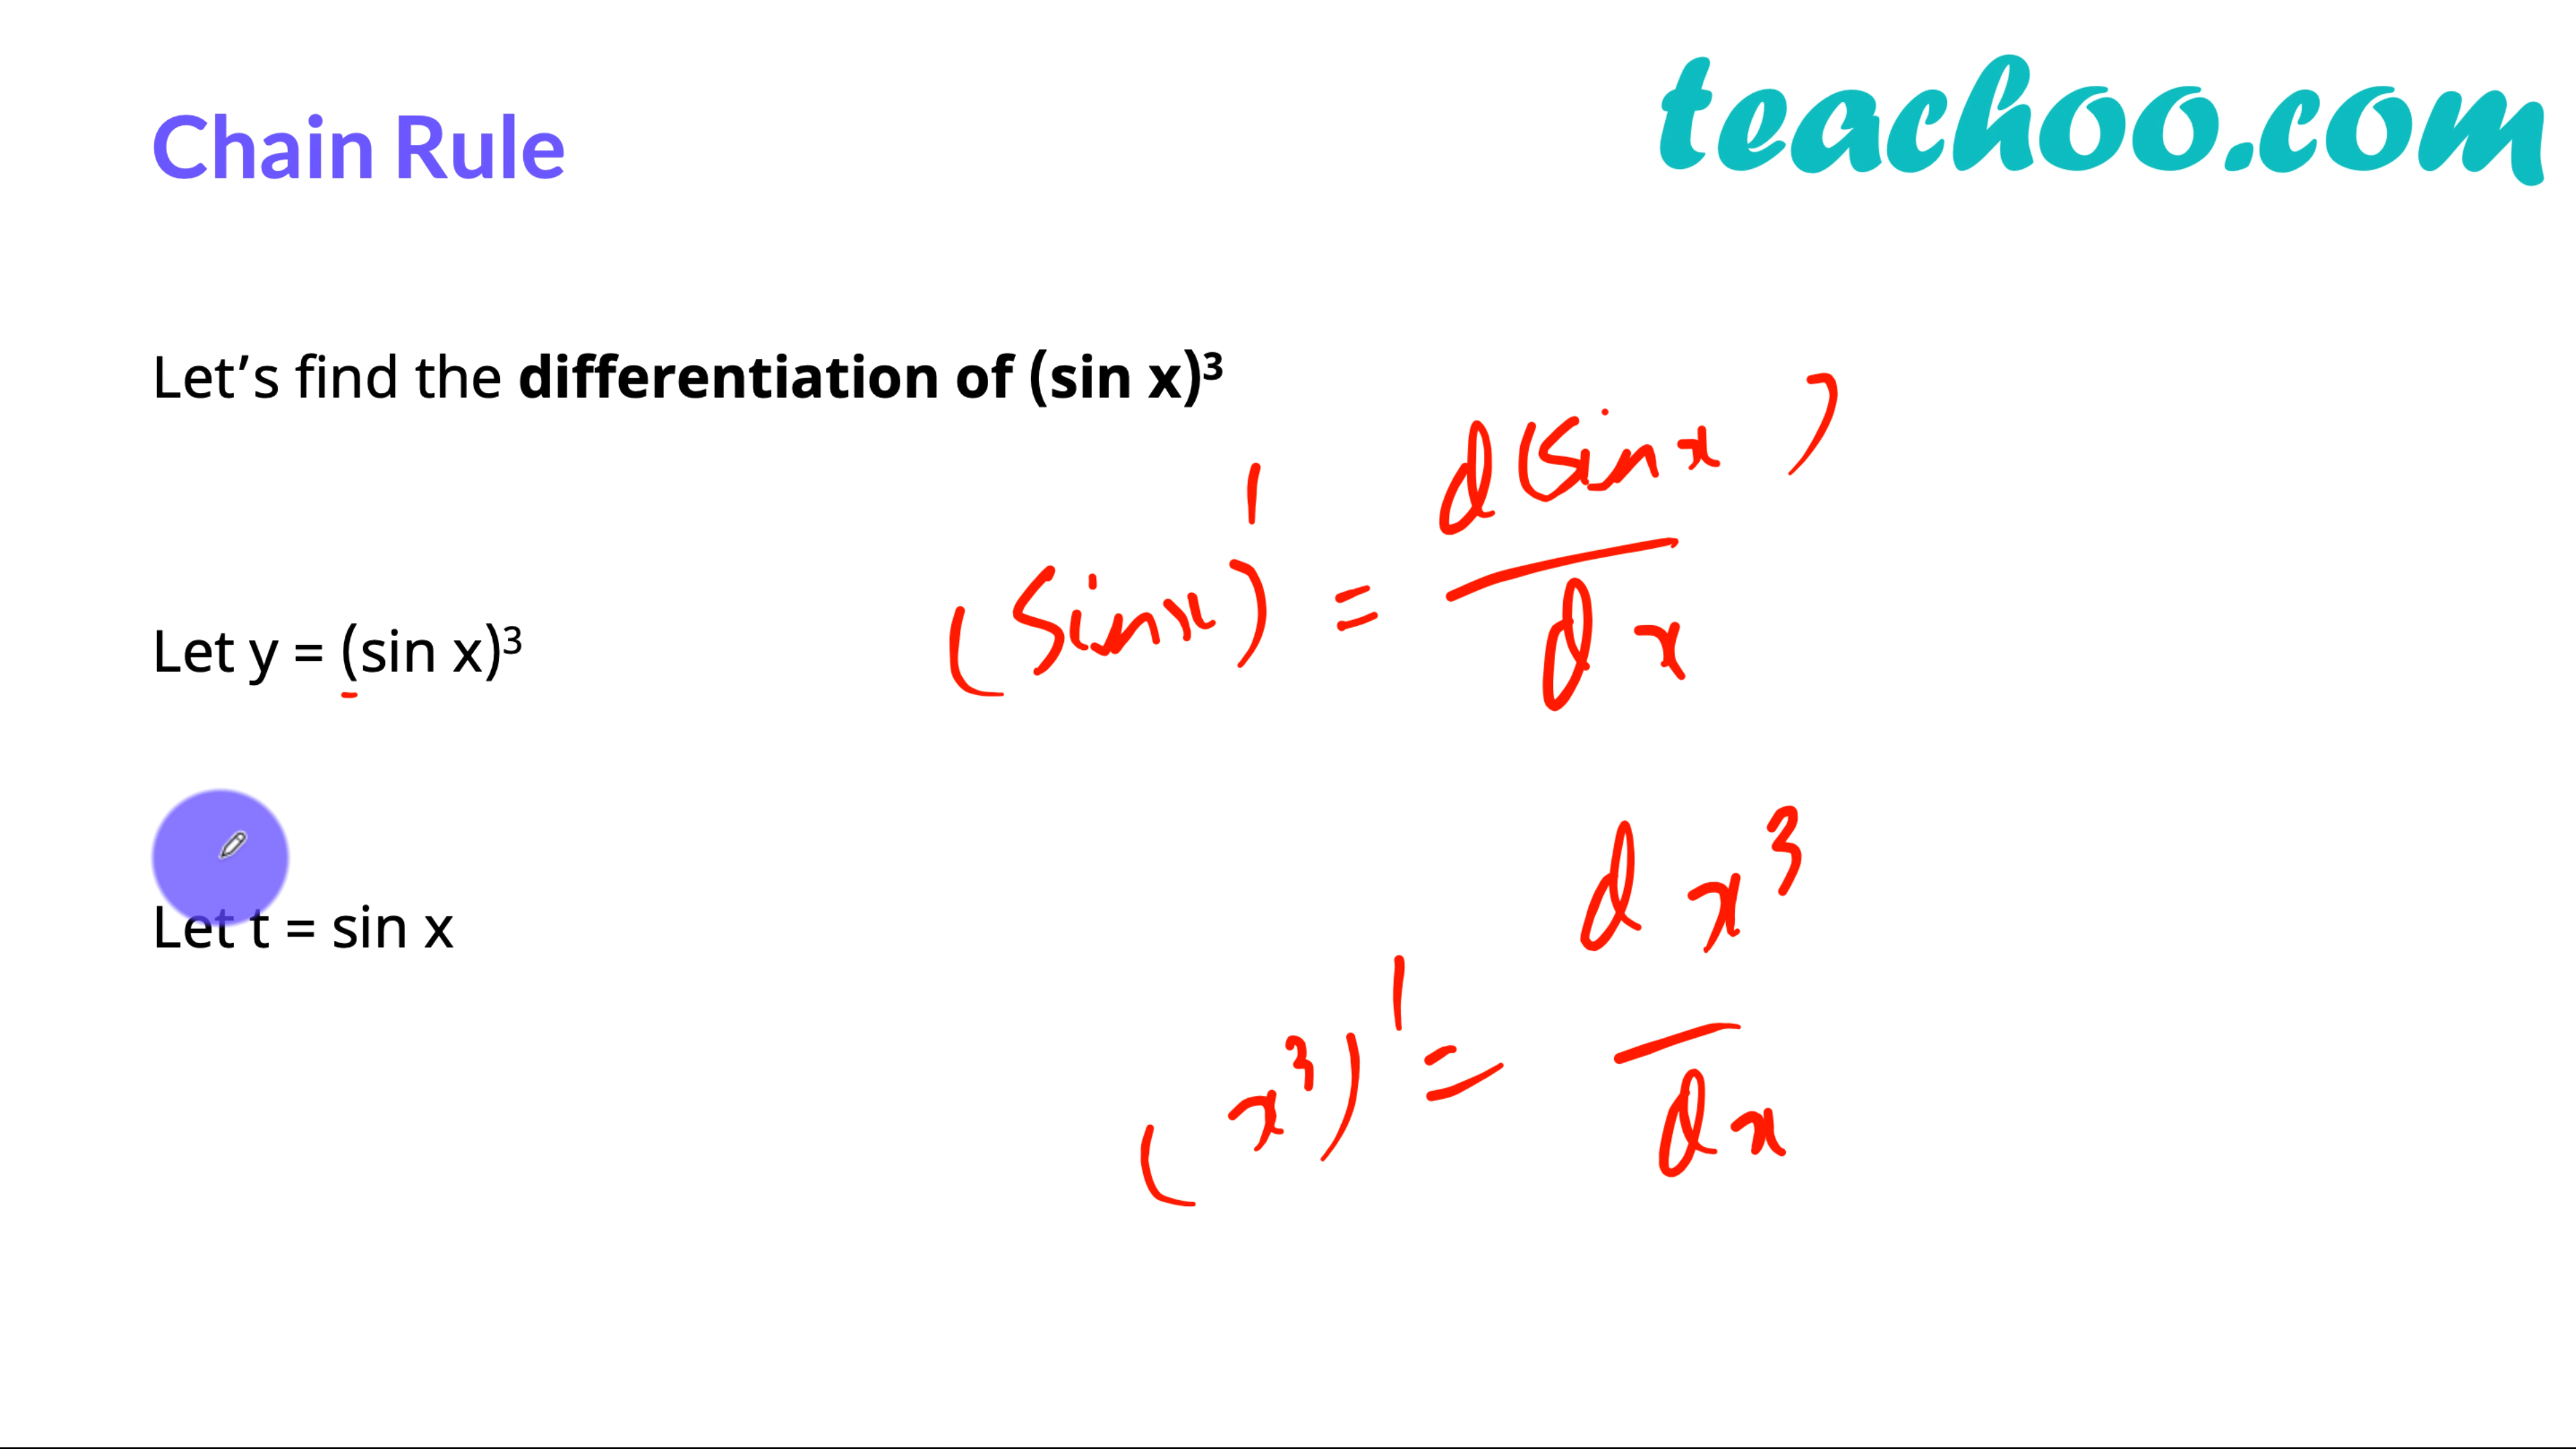 Chain Rule
teachoo.com
Let’s find the differentiation of (sin x)³
(sin x)' = d(sin x) / dx
Let y = (sin x)³
Let t = sin x
(x³)' = d x³ / dx